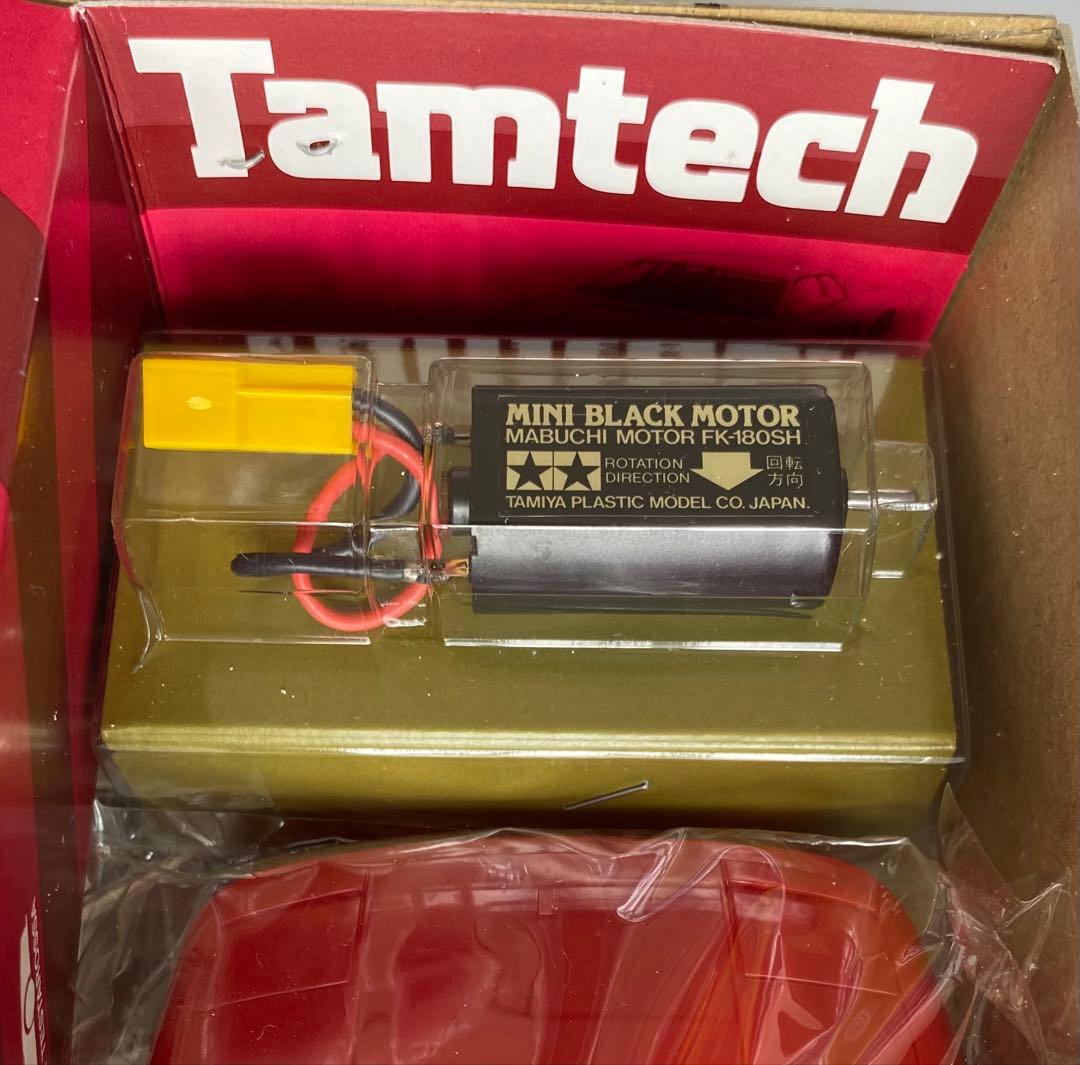 Tamtech
MINI BLACK MOTOR
MABUCHI MOTOR FK-180SH
ROTATION
DIRECTION
回転
方向
TAMIYA PLASTIC MODEL CO. JAPAN.